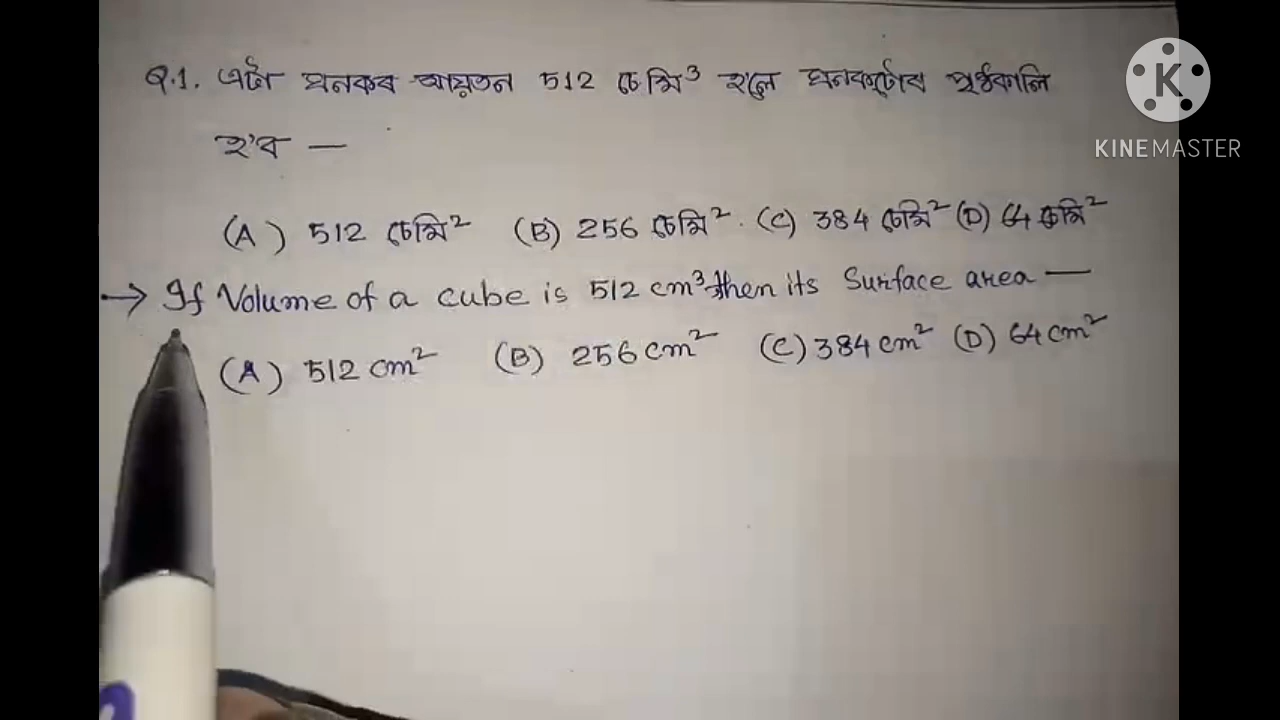 Q.1. এটা ঘনকৰ আয়তন 512 চেমি³ হ'লে ঘনকটোৰ পৃষ্ঠকালি
হ'ব —
(A) 512 চেমি² (B) 256 চেমি² (C) 384 চেমি² (D) 64 চেমি²
→ If Volume of a cube is 512 cm³ then its Surface area —
(A) 512 cm² (B) 256 cm² (C) 384 cm² (D) 64 cm²
K
KINEMASTER